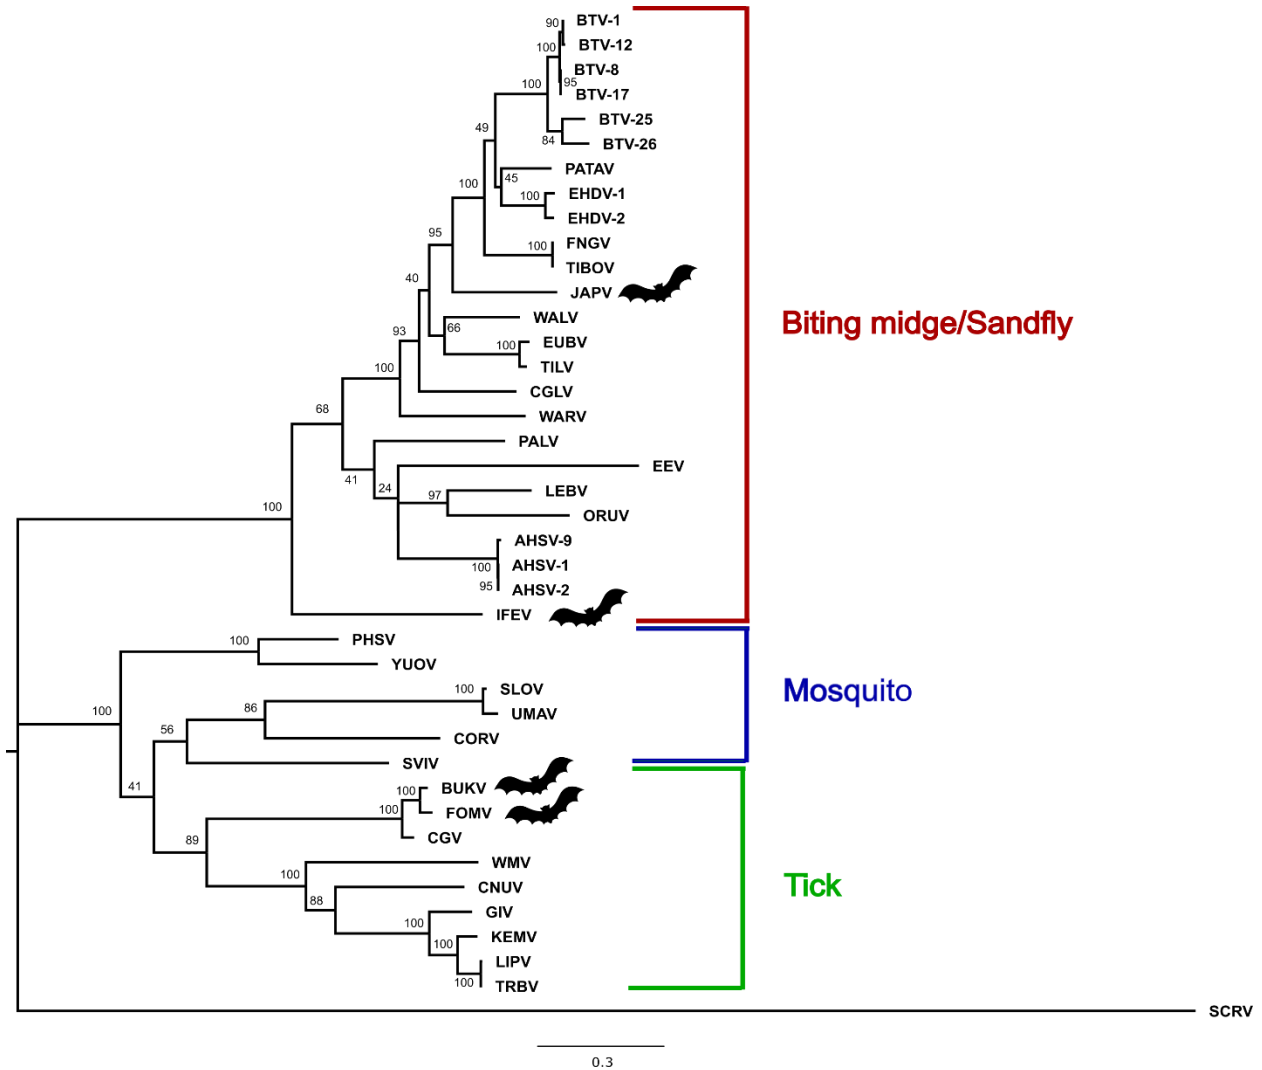 90
BTV-1
BTV-12
100
BTV-8
95
100
BTV-17
BTV-25
49
84
BTV-26
PATAV
45
100
100
EHDV-1
EHDV-2
95
100
FNGV
TIBOV
40
JAPV
WALV
Biting midge/Sandfly
93
66
100
EUBV
TILV
100
CGLV
68
WARV
PALV
41
24
EEV
97
LEBV
ORUV
100
AHSV-9
100
AHSV-1
95
AHSV-2
IFEV
100
PHSV
YUOV
100
SLOV
Mosquito
100
86
UMAV
56
CORV
SVIV
41
100
BUKV
100
FOMV
89
CGV
WMV
100
CNUV
Tick
88
GIV
100
KEMV
100
LIPV
100
TRBV
SCRV
0.3